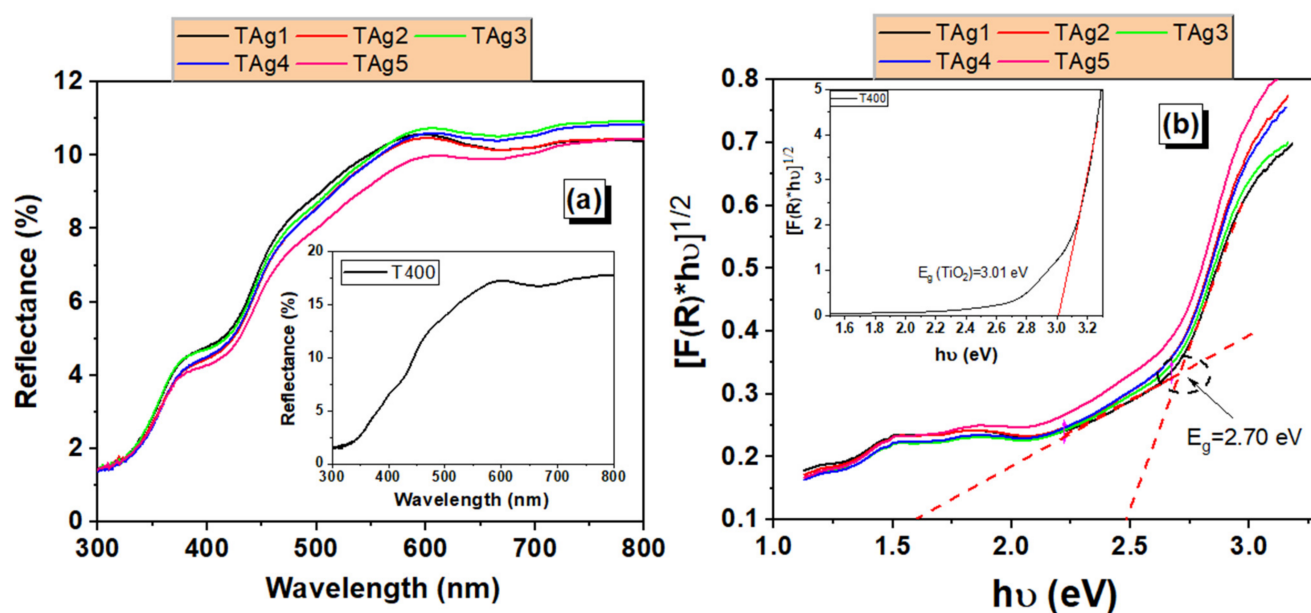 TAg1 TAg2 TAg3
TAg4 TAg5
12
10
8
6
4
2
0
Reflectance (%)
300 400 500 600 700 800
Wavelength (nm)
(a)
T400
20
15
10
5
0
Reflectance (%)
300 400 500 600 700 800
Wavelength (nm)
TAg1 TAg2 TAg3
TAg4 TAg5
0.8
0.7
0.6
0.5
0.4
0.3
0.2
0.1
[F(R)*hυ]1/2
1.0 1.5 2.0 2.5 3.0
hυ (eV)
(b)
T400
5
4
3
2
1
0
[F(R)*hυ]1/2
Eg (TiO2)=3.01 eV
1.6 1.8 2.0 2.2 2.4 2.6 2.8 3.0 3.2
hυ (eV)
Eg=2.70 eV